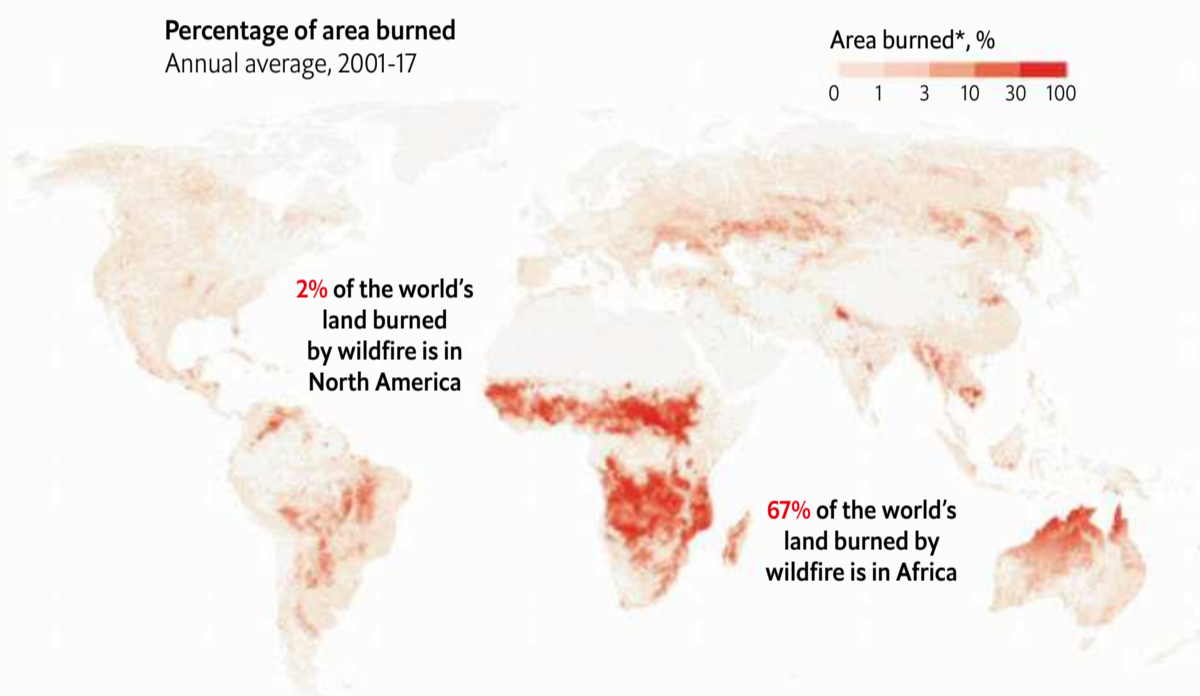 Percentage of area burned
Annual average, 2001-17
Area burned*, %
0 1 3 10 30 100
2% of the world's
land burned
by wildfire is in
North America
67% of the world's
land burned by
wildfire is in Africa